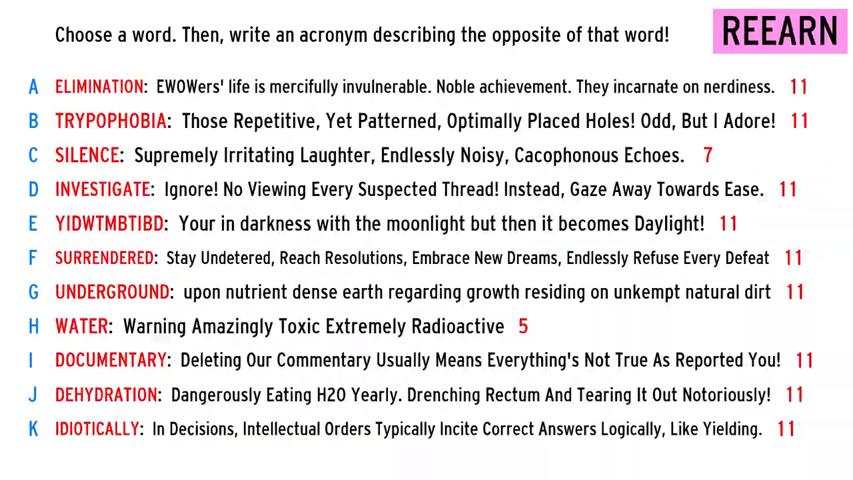 Choose a word. Then, write an acronym describing the opposite of that word!
REEARN
A ELIMINATION: EWOWers' life is mercifully invulnerable. Noble achievement. They incarnate on nerdiness. 11
B TRYPOPHOBIA: Those Repetitive, Yet Patterned, Optimally Placed Holes! Odd, But I Adore! 11
C SILENCE: Supremely Irritating Laughter, Endlessly Noisy, Cacophonous Echoes. 7
D INVESTIGATE: Ignore! No Viewing Every Suspected Thread! Instead, Gaze Away Towards Ease. 11
E YIDWTMBTIBD: Your in darkness with the moonlight but then it becomes Daylight! 11
F SURRENDERED: Stay Undetered, Reach Resolutions, Embrace New Dreams, Endlessly Refuse Every Defeat 11
G UNDERGROUND: upon nutrient dense earth regarding growth residing on unkempt natural dirt 11
H WATER: Warning Amazingly Toxic Extremely Radioactive 5
I DOCUMENTARY: Deleting Our Commentary Usually Means Everything's Not True As Reported You! 11
J DEHYDRATION: Dangerously Eating H20 Yearly. Drenching Rectum And Tearing It Out Notoriously! 11
K IDIOTICALLY: In Decisions, Intellectual Orders Typically Incite Correct Answers Logically, Like Yielding. 11